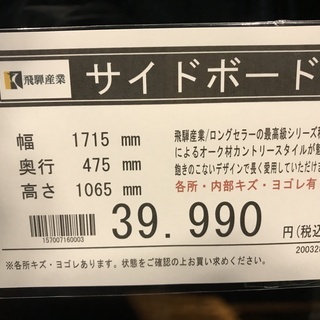 飛騨産業 サイドボード
幅 1715 mm
奥行 475 mm
高さ 1065 mm
飛騨産業/ロングセラーの最高級シリーズ
によるオーク材カントリースタイルが
飽きのこないデザインで長く愛用していただけ
各所・内部キズ・ヨゴレ有
157007160003
39.990 円(税込
200328
※各所キズ・ヨゴレあります。状態をご確認の上お買い求めください。